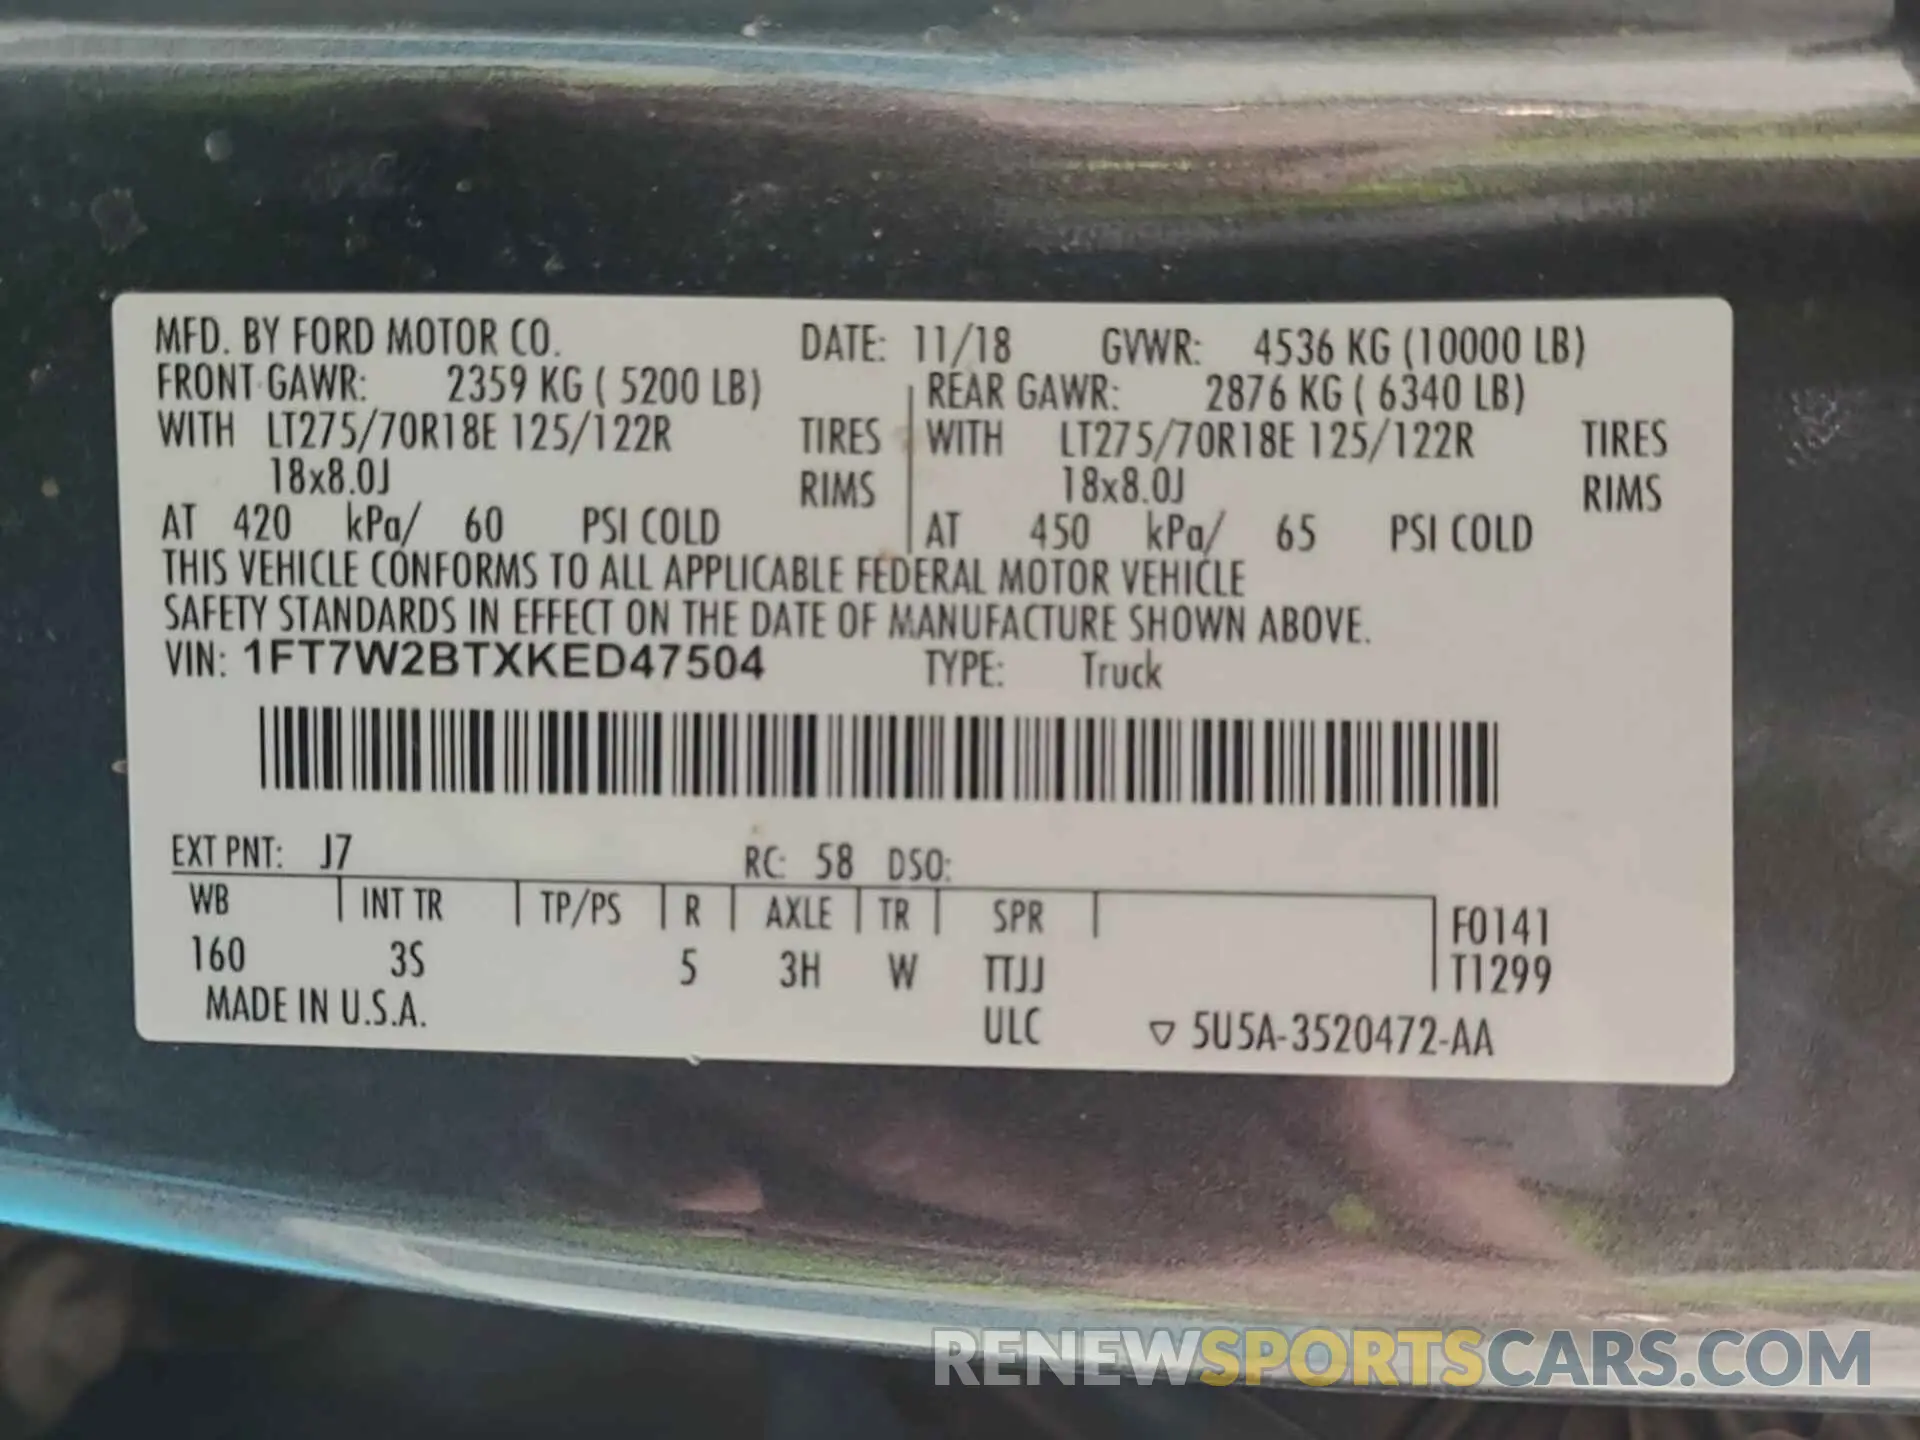 MFD. BY FORD MOTOR CO. DATE: 11/18 GVWR: 4536 KG (10000 LB)
FRONT GAWR: 2359 KG ( 5200 LB) REAR GAWR: 2876 KG ( 6340 LB)
WITH LT275/70R18E 125/122R TIRES WITH LT275/70R18E 125/122R TIRES
18x8.0J RIMS 18x8.0J RIMS
AT 420 kPa/ 60 PSI COLD AT 450 kPa/ 65 PSI COLD
THIS VEHICLE CONFORMS TO ALL APPLICABLE FEDERAL MOTOR VEHICLE
SAFETY STANDARDS IN EFFECT ON THE DATE OF MANUFACTURE SHOWN ABOVE.
VIN: 1FT7W2BTXKED47504 TYPE: Truck
EXT PNT: J7 RC: 58 DSO:
WB INT TR TP/PS R AXLE TR SPR F0141
160 3S 5 3H W TTJJ T1299
MADE IN U.S.A. ULC ▽ 5U5A-3520472-AA
RENEWSPORTSCARS.COM